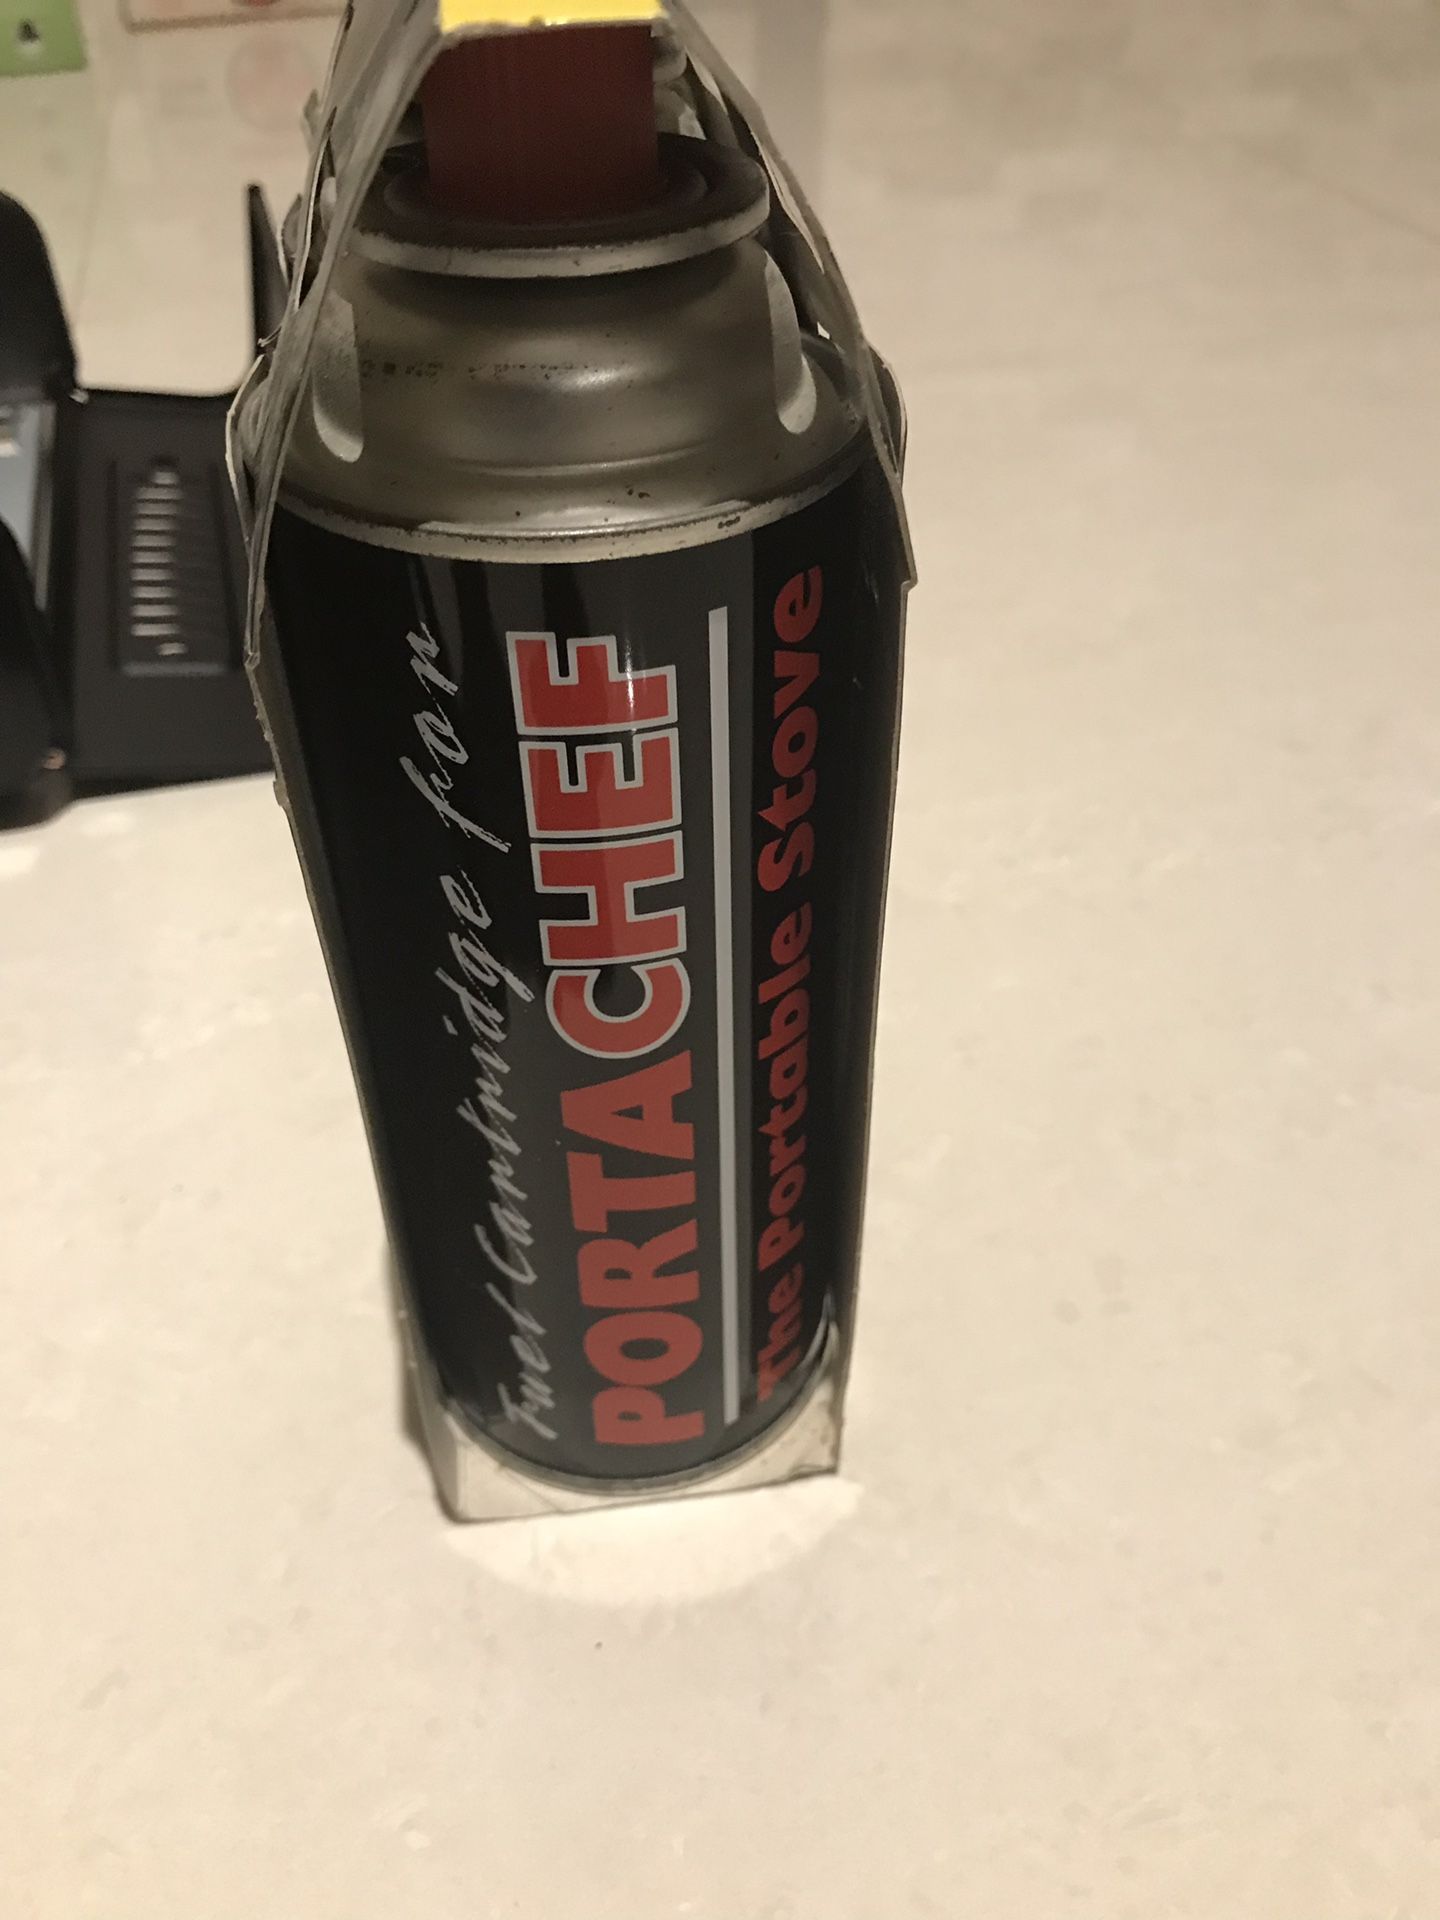 Fuel Cartridge for
PORTACHEF
The Portable Stove